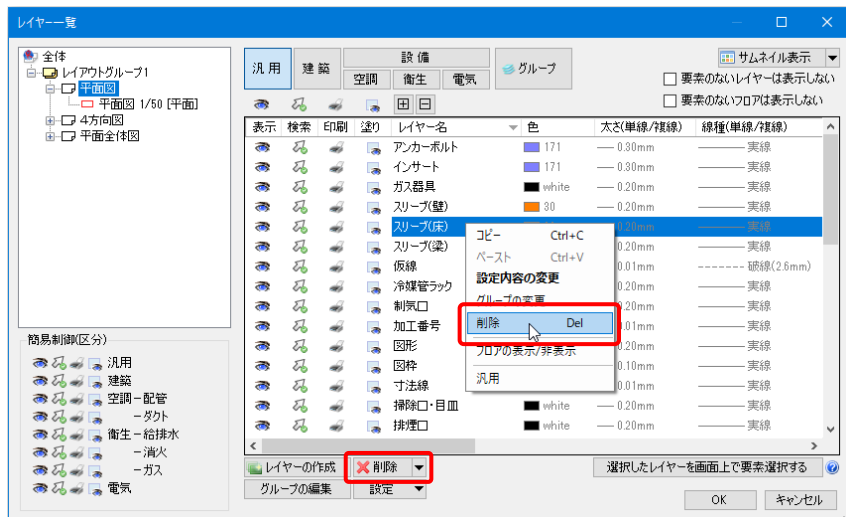 レイヤー一覧
全体
レイアウトグループ1
平面図
平面図 1/50 [平面]
4方向図
平面全体図
簡易制御(区分)
汎用
建築
空調－配管
－ダクト
衛生－給排水
－消火
－ガス
電気
汎用 建築 設備 空調 衛生 電気 グループ
サムネイル表示
要素のないレイヤーは表示しない
要素のないフロアは表示しない
表示 検索 印刷 塗り レイヤー名 色 太さ(単線/複線) 線種(単線/複線)
アンカーボルト 171 0.30mm 実線
インサート 171 0.30mm 実線
ガス器具 white 0.20mm 実線
スリーブ(壁) 30 0.20mm 実線
スリーブ(床) 0.20mm 実線
スリーブ(梁) 0.20mm 実線
仮線 0.01mm 破線(2.6mm)
冷媒管ラック 0.20mm 実線
制気口 0.20mm 実線
加工番号 0.01mm 実線
図形 0.20mm 実線
図枠 0.10mm 実線
寸法線 0.01mm 実線
掃除口・目皿 white 0.20mm 実線
排煙口 white 0.20mm 実線
コピー Ctrl+C
ペースト Ctrl+V
設定内容の変更
グループの変更
削除 Del
フロアの表示/非表示
汎用
レイヤーの作成 削除 選択したレイヤーを画面上で要素選択する
グループの編集 設定
OK キャンセル